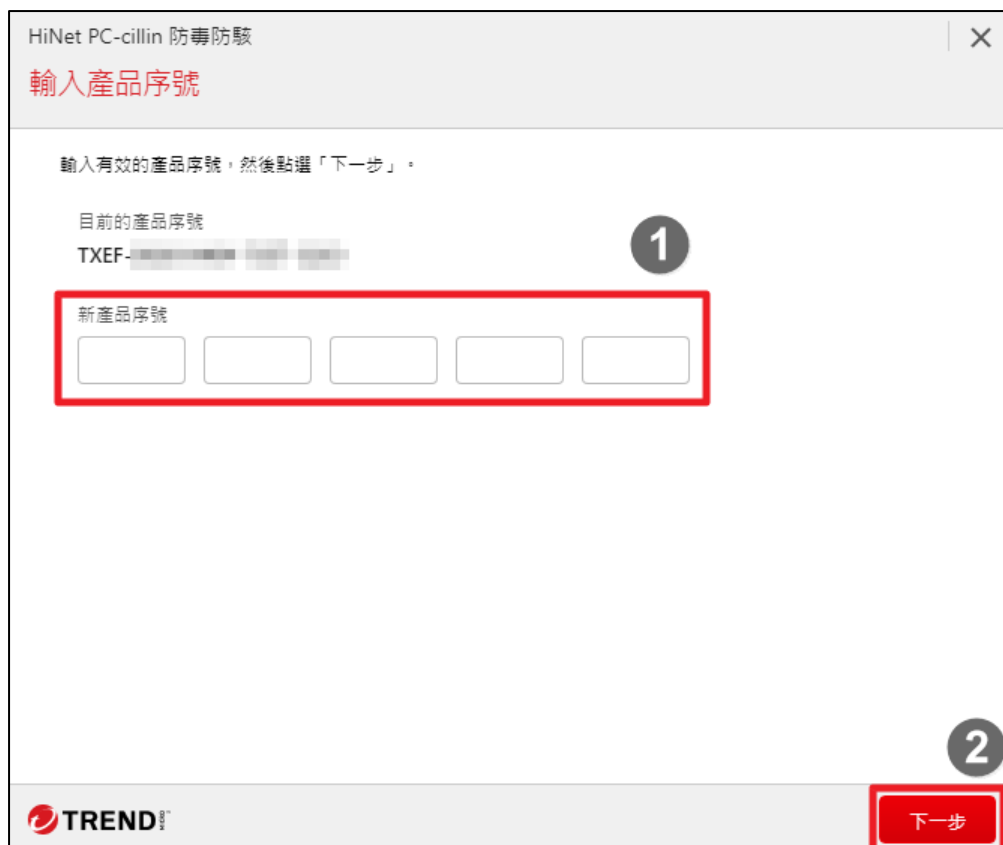 HiNet PC-cillin 防毒防駭
輸入產品序號
輸入有效的產品序號，然後點選「下一步」。
目前的產品序號
TXEF-
1
新產品序號
2
TREND MICRO™
下一步